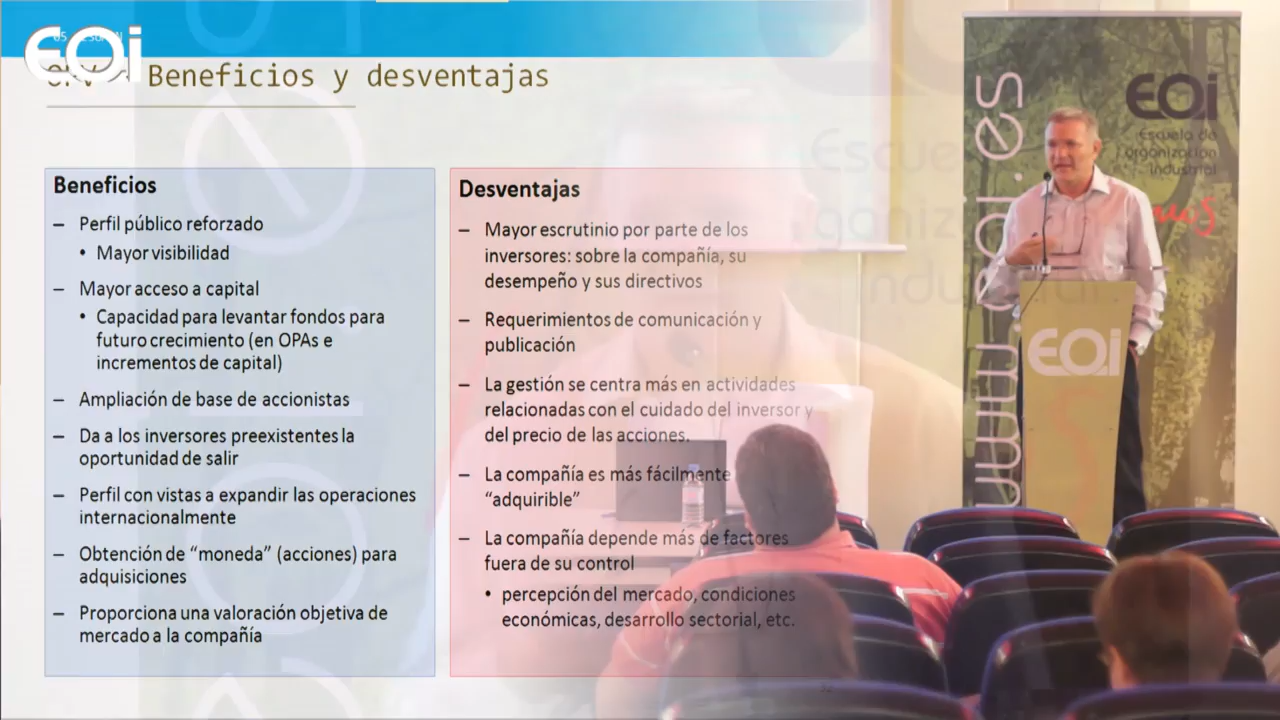 EOi
Beneficios y desventajas
Beneficios
– Perfil público reforzado
• Mayor visibilidad
– Mayor acceso a capital
• Capacidad para levantar fondos para
futuro crecimiento (en OPAs e
incrementos de capital)
– Ampliación de base de accionistas
– Da a los inversores preexistentes la
oportunidad de salir
– Perfil con vistas a expandir las operaciones
internacionalmente
– Obtención de “moneda” (acciones) para
adquisiciones
– Proporciona una valoración objetiva de
mercado a la compañía
Desventajas
– Mayor escrutinio por parte de los
inversores: sobre la compañía, su
desempeño y sus directivos
– Requerimientos de comunicación y
publicación
– La gestión se centra más en actividades
relacionadas con el cuidado del inversor y
del precio de las acciones.
– La compañía es más fácilmente
“adquirible”
– La compañía depende más de factores
fuera de su control
• percepción del mercado, condiciones
económicas, desarrollo sectorial, etc.
www.eoi.es
EOi
Escuela de
organización
industrial
EOi